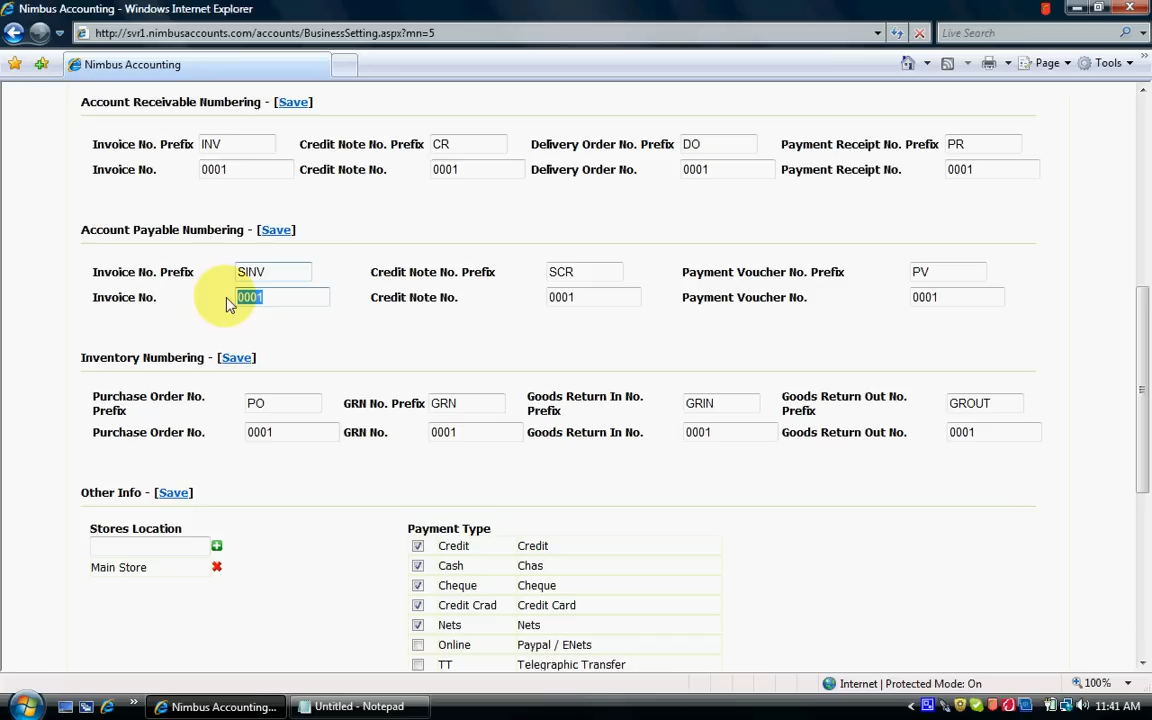 Nimbus Accounting - Windows Internet Explorer
http://svr1.nimbusaccounts.com/accounts/BusinessSetting.aspx?mn=5
Live Search
Nimbus Accounting
Page
Tools
Account Receivable Numbering - [Save]
Invoice No. Prefix INV Credit Note No. Prefix CR Delivery Order No. Prefix DO Payment Receipt No. Prefix PR
Invoice No. 0001 Credit Note No. 0001 Delivery Order No. 0001 Payment Receipt No. 0001
Account Payable Numbering - [Save]
Invoice No. Prefix SINV Credit Note No. Prefix SCR Payment Voucher No. Prefix PV
Invoice No. 0001 Credit Note No. 0001 Payment Voucher No. 0001
Inventory Numbering - [Save]
Purchase Order No. Prefix PO GRN No. Prefix GRN Goods Return In No. Prefix GRIN Goods Return Out No. Prefix GROUT
Purchase Order No. 0001 GRN No. 0001 Goods Return In No. 0001 Goods Return Out No. 0001
Other Info - [Save]
Stores Location Payment Type
Credit Credit
Main Store Cash Chas
Cheque Cheque
Credit Crad Credit Card
Nets Nets
Online Paypal / ENets
TT Telegraphic Transfer
Internet | Protected Mode: On 100%
Nimbus Accounting... Untitled - Notepad 11:41 AM